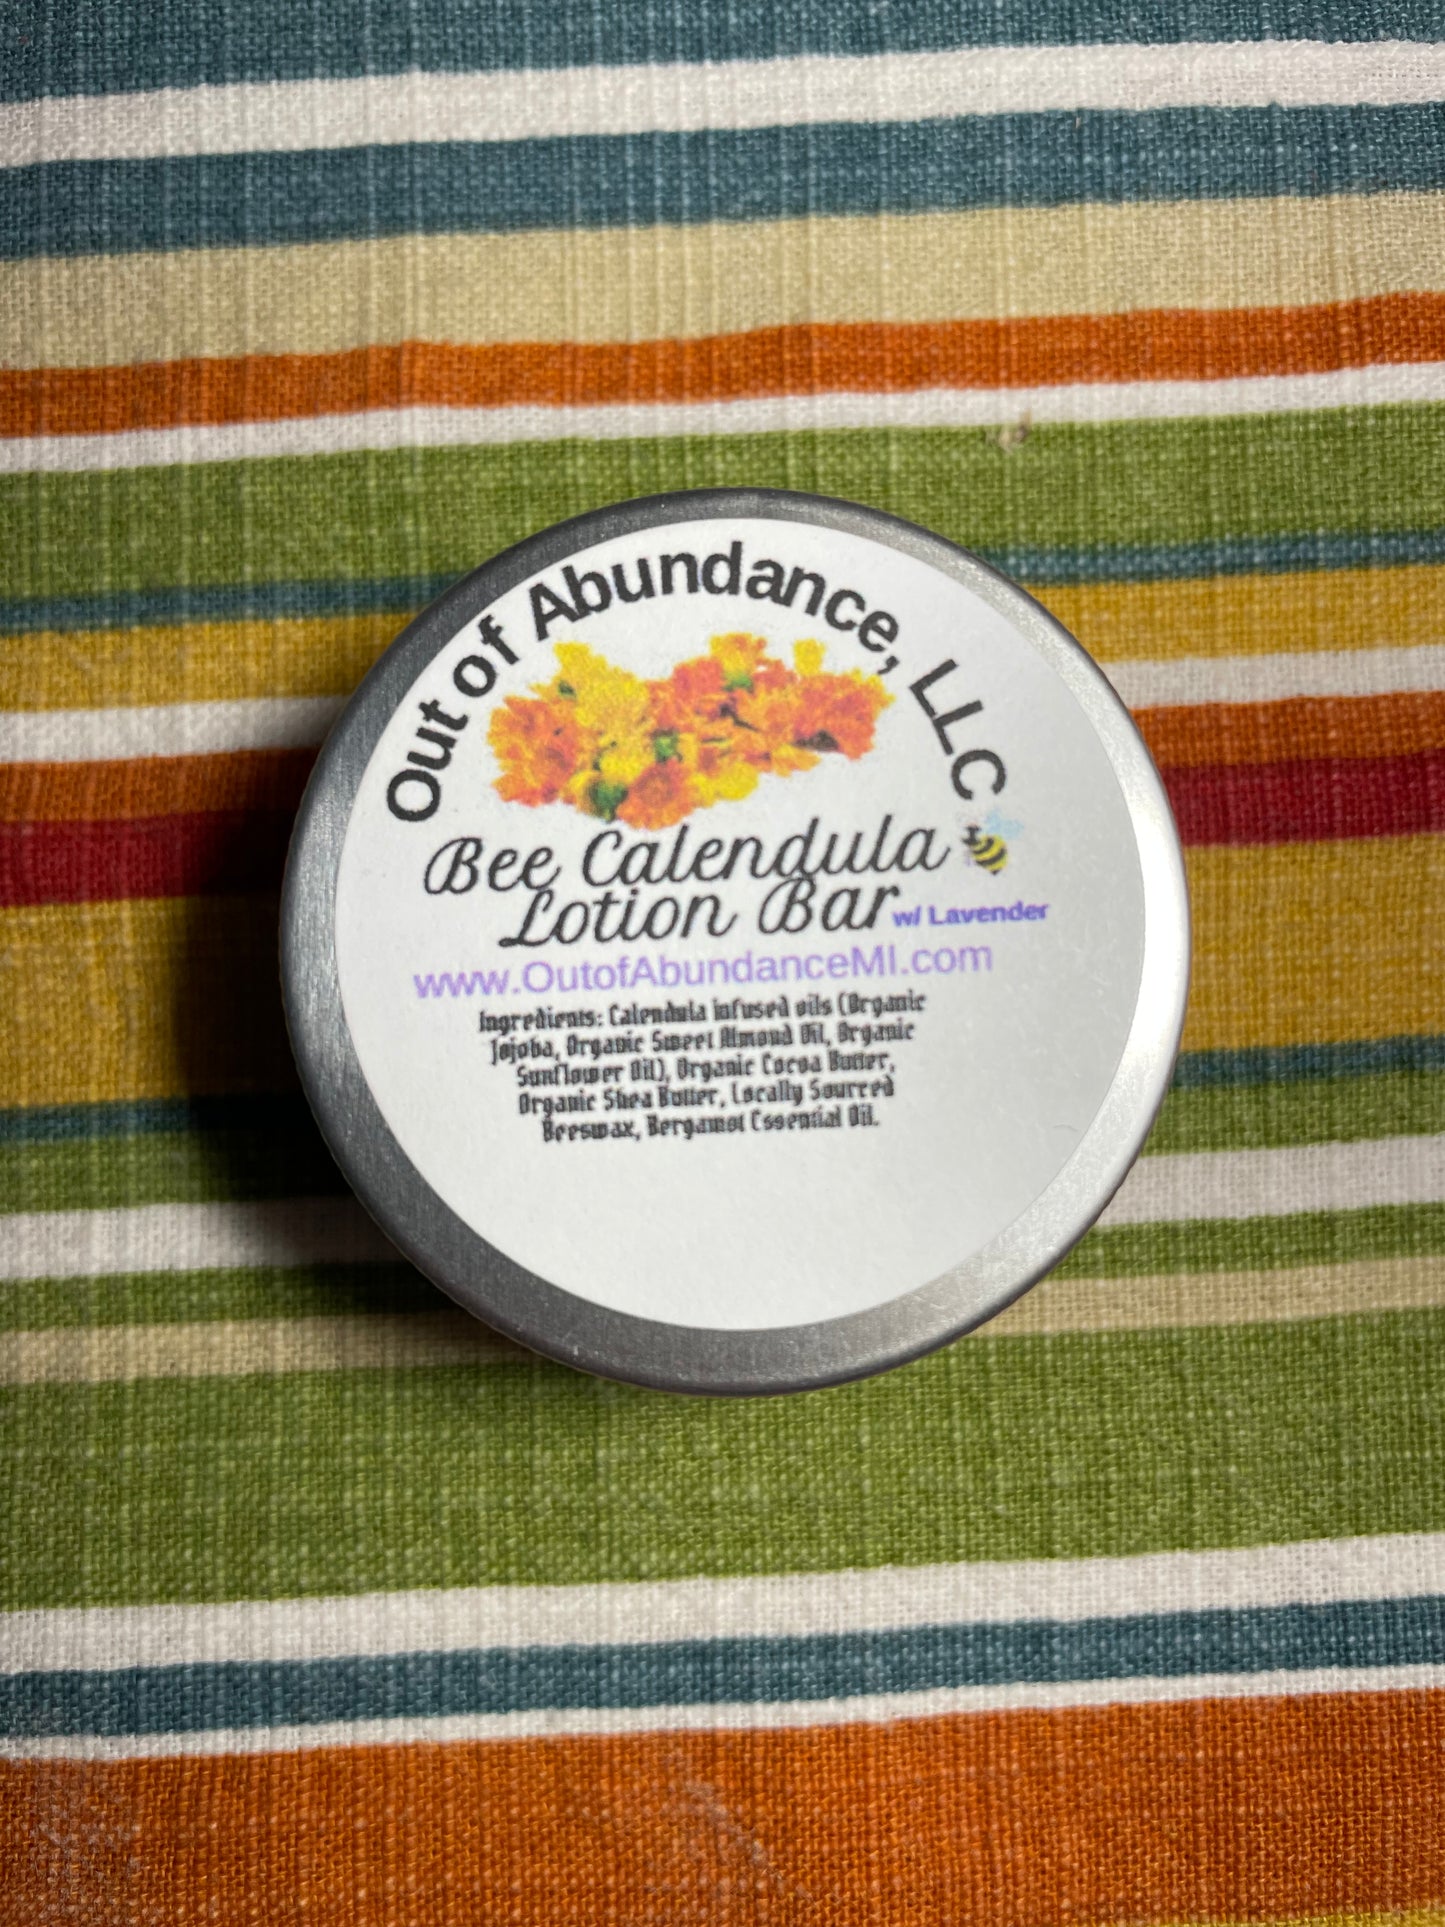 Out of Abundance, LLC
Bee Calendula
Lotion Bar w/ Lavender
www.OutofAbundanceMI.com
Ingredients: Calendula infused oils (Organic
Jojoba, Organic Sweet Almond Oil, Organic
Sunflower Oil), Organic Cocoa Butter,
Organic Shea Butter, Locally Sourced
Beeswax, Bergamot Essential Oil.